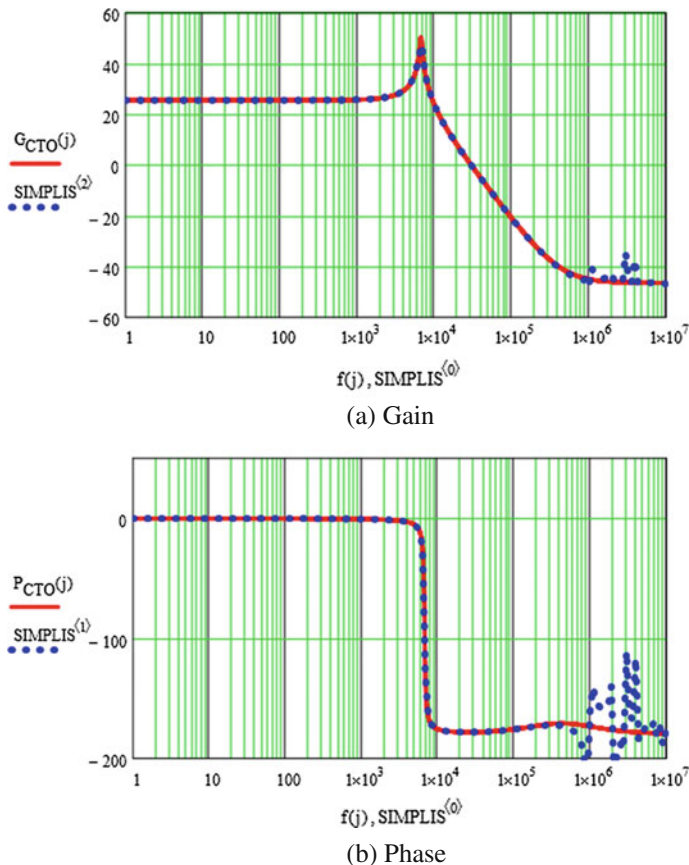 60
40
20
0
− 20
− 40
− 60
G_CTO(j)
SIMPLIS^⟨2⟩
1 10 100 1×10³ 1×10⁴ 1×10⁵ 1×10⁶ 1×10⁷
f(j), SIMPLIS^⟨0⟩
(a) Gain
0
− 100
− 200
P_CTO(j)
SIMPLIS^⟨1⟩
1 10 100 1×10³ 1×10⁴ 1×10⁵ 1×10⁶ 1×10⁷
f(j), SIMPLIS^⟨0⟩
(b) Phase